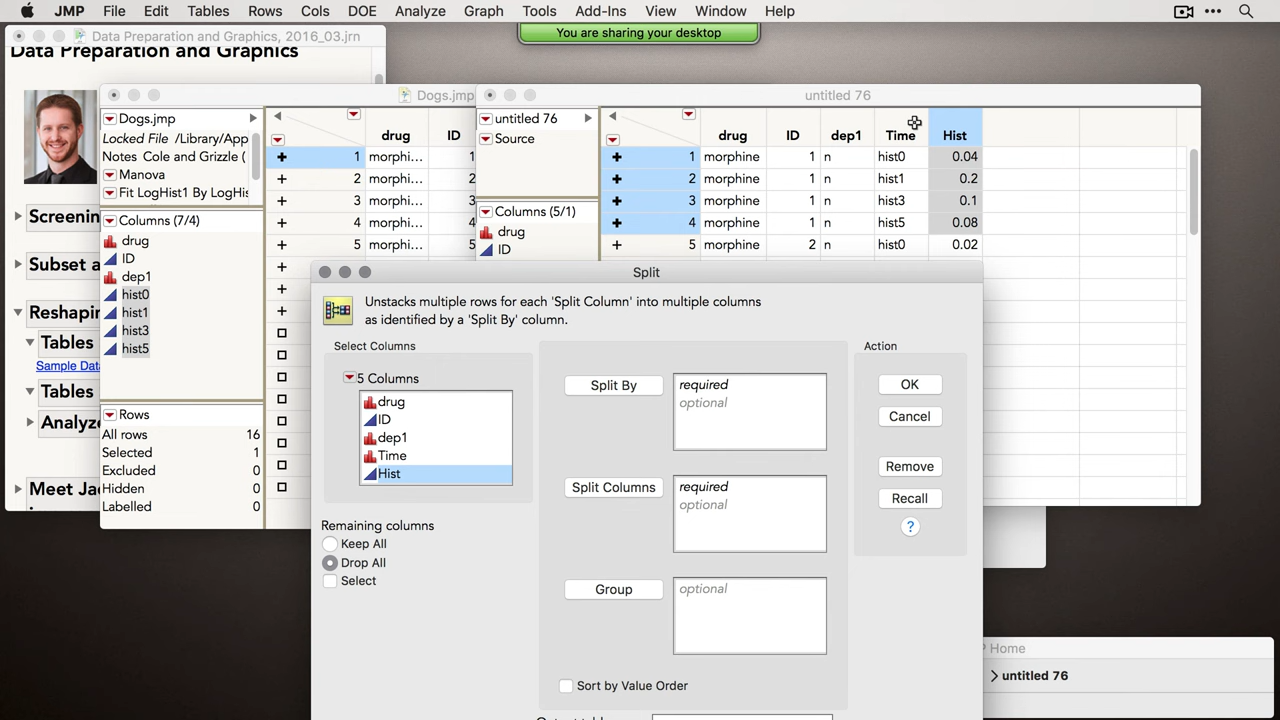 JMP File Edit Tables Rows Cols DOE Analyze Graph Tools Add-Ins View Window Help
You are sharing your desktop
Data Preparation and Graphics, 2016_03.jrn
Data Preparation and Graphics
Screening
Subset a
Reshapin
Tables
Sample Data
Tables
Analyze
Meet Ja
Dogs.jmp
Dogs.jmp
Locked File /Library/App
Notes Cole and Grizzle (
Manova
Fit LogHist1 By LogHis
Columns (7/4)
drug
ID
dep1
hist0
hist1
hist3
hist5
Rows
All rows 16
Selected 1
Excluded 0
Hidden 0
Labelled 0
drug ID
1 morphi... 1
2 morphi... 2
3 morphi... 3
4 morphi... 4
5 morphi... 5
untitled 76
untitled 76
Source
Columns (5/1)
drug
ID
drug ID dep1 Time Hist
1 morphine 1 n hist0 0.04
2 morphine 1 n hist1 0.2
3 morphine 1 n hist3 0.1
4 morphine 1 n hist5 0.08
5 morphine 2 n hist0 0.02
Split
Unstacks multiple rows for each 'Split Column' into multiple columns
as identified by a 'Split By' column.
Select Columns
5 Columns
drug
ID
dep1
Time
Hist
Remaining columns
Keep All
Drop All
Select
Split By
required
optional
Split Columns
required
optional
Group
optional
Sort by Value Order
Action
OK
Cancel
Remove
Recall
?
Home
untitled 76